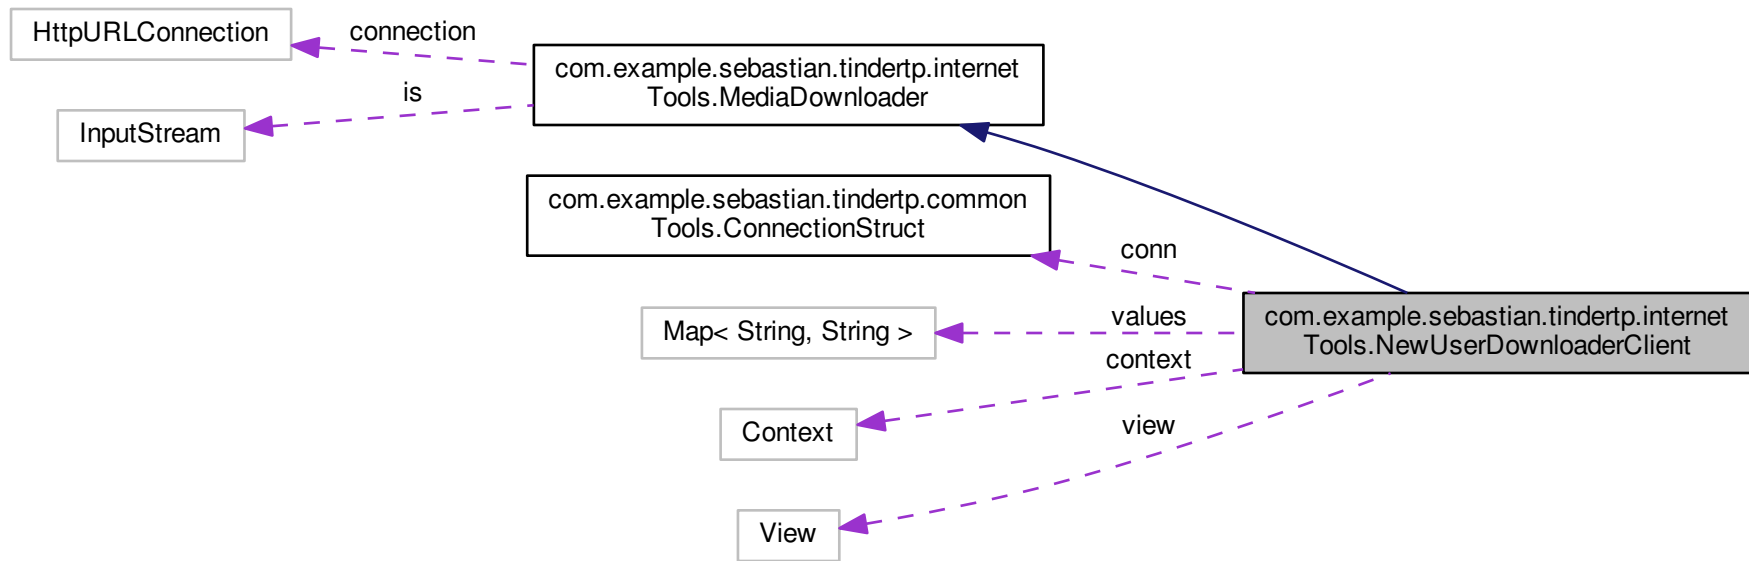 HttpURLConnection
connection
com.example.sebastian.tindertp.internet
Tools.MediaDownloader
is
InputStream
com.example.sebastian.tindertp.common
Tools.ConnectionStruct
conn
com.example.sebastian.tindertp.internet
Tools.NewUserDownloaderClient
values
Map< String, String >
context
Context
view
View